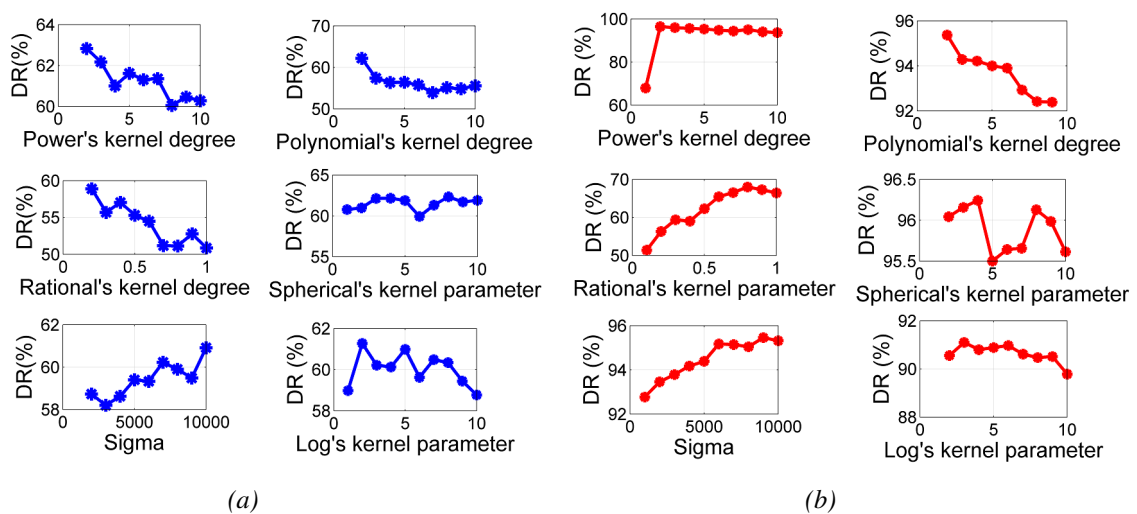 64
62
60
0
5
10
DR(%)
Power's kernel degree
70
60
50
0
5
10
DR(%)
Polynomial's kernel degree
100
80
60
0
5
10
DR (%)
Power's kernel degree
96
94
92
0
5
10
DR (%)
Polynomial's kernel degree
60
55
50
0
0.5
1
DR(%)
Rational's kernel degree
65
60
55
0
5
10
DR(%)
Spherical's kernel parameter
70
60
50
0
0.5
1
DR (%)
Rational's kernel parameter
96.5
96
95.5
0
5
10
DR (%)
Spherical's kernel parameter
62
60
58
0
5000
10000
DR(%)
Sigma
62
60
58
0
5
10
DR(%)
Log's kernel parameter
96
94
92
0
5000
10000
DR (%)
Sigma
92
90
88
0
5
10
DR (%)
Log's kernel parameter
(a)
(b)